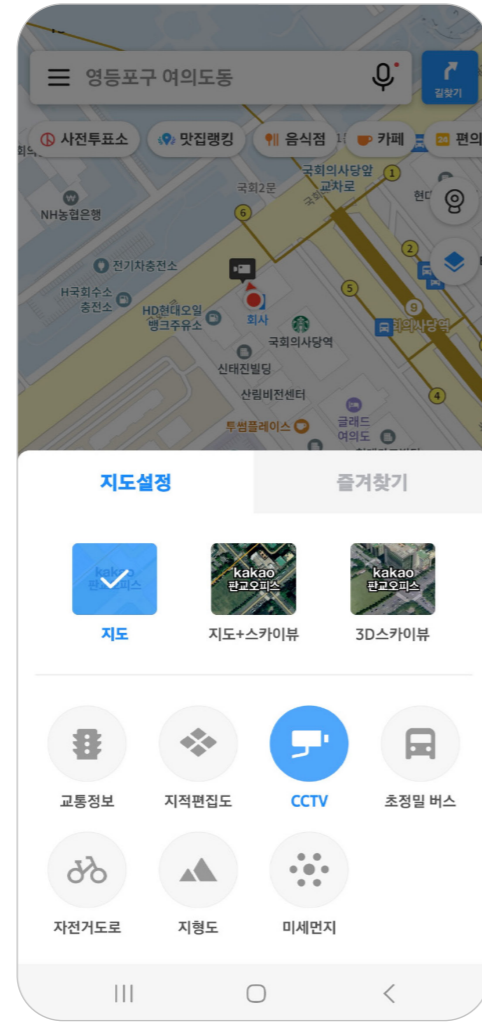 영등포구 여의도동
길찾기
사전투표소
맛집랭킹
음식점
카페
편의
국회의사당앞
교차로
1
국회2문
6
NH농협은행
전기차충전소
2
H국회수소
충전소
5
HD현대오일
뱅크주유소
회사
9
국회의사당역
국회의사당역
신태진빌딩
산림비전센터
4
투썸플레이스
글래드
여의도
지도설정
즐겨찾기
kakao
판교오피스
kakao
판교오피스
kakao
판교오피스
지도
지도+스카이뷰
3D스카이뷰
교통정보
지적편집도
CCTV
초정밀 버스
자전거도로
지형도
미세먼지